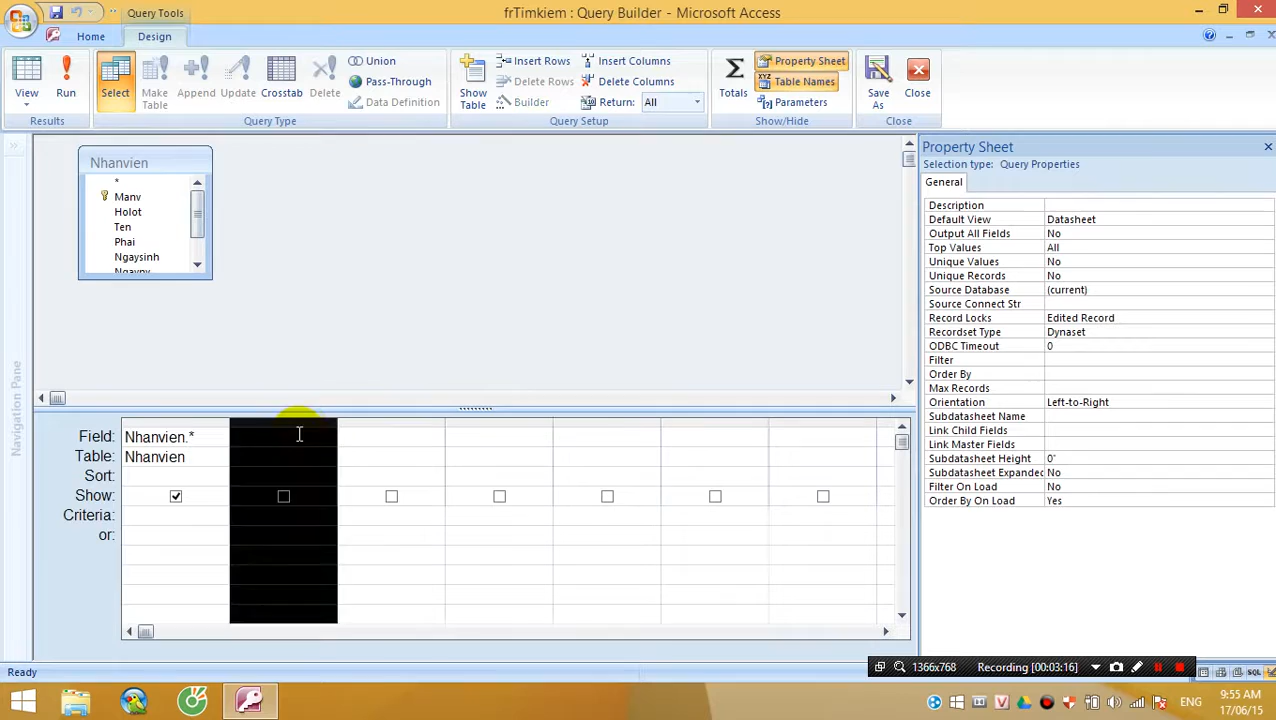 Query Tools
frTimkiem : Query Builder - Microsoft Access
Home
Design
View
Run
Results
Select
Make Table
Append
Update
Crosstab
Delete
Union
Pass-Through
Data Definition
Query Type
Show Table
Insert Rows
Delete Rows
Builder
Insert Columns
Delete Columns
Return:
All
Query Setup
Totals
Property Sheet
Table Names
Parameters
Show/Hide
Save As
Close
Close
Navigation Pane
Nhanvien
*
Manv
Holot
Ten
Phai
Ngaysinh
Ngaynv
Field:
Nhanvien.*
Table:
Nhanvien
Sort:
Show:
Criteria:
or:
Property Sheet
Selection type: Query Properties
General
Description
Default View Datasheet
Output All Fields No
Top Values All
Unique Values No
Unique Records No
Source Database (current)
Source Connect Str
Record Locks Edited Record
Recordset Type Dynaset
ODBC Timeout 0
Filter
Order By
Max Records
Orientation Left-to-Right
Subdatasheet Name
Link Child Fields
Link Master Fields
Subdatasheet Height 0"
Subdatasheet Expanded No
Filter On Load No
Order By On Load Yes
Ready
1366x768
Recording [00:03:16]
SQL
ENG
9:55 AM
17/06/15